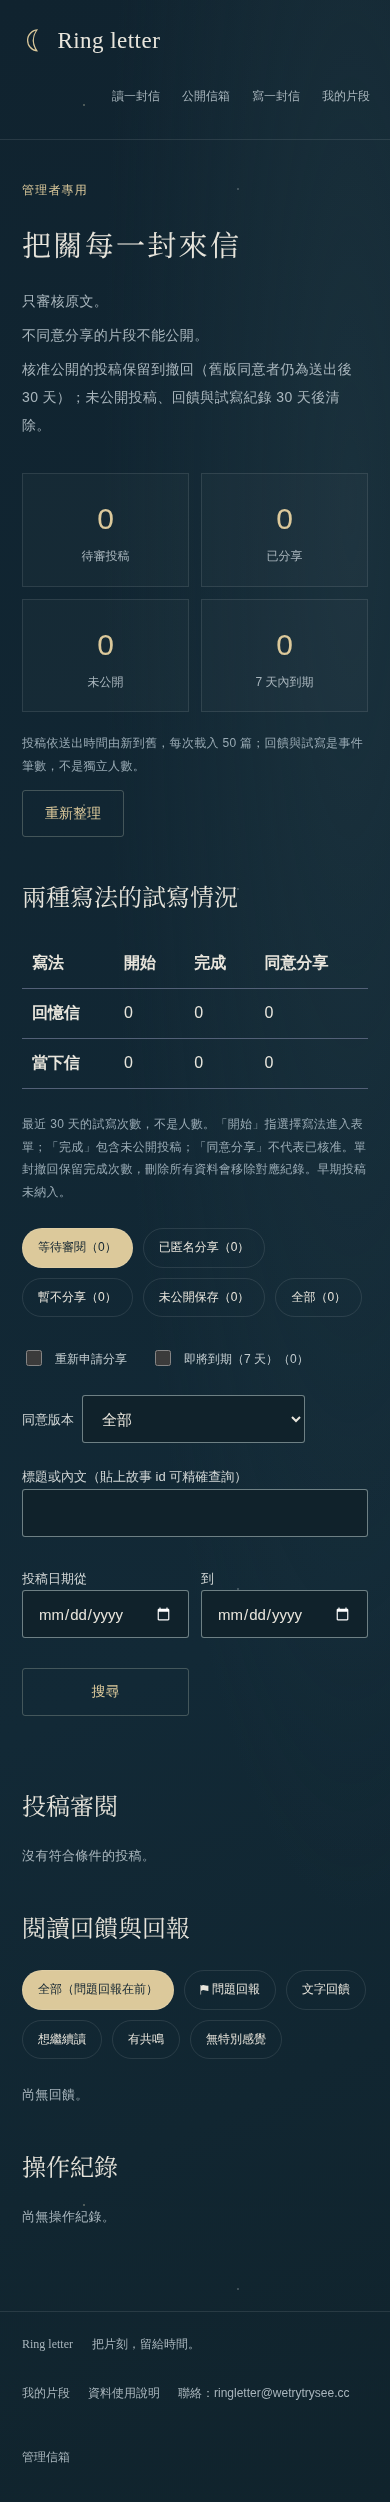 Ring letter
讀一封信 公開信箱 寫一封信 我的片段
管理者專用
把關每一封來信
只審核原文。
不同意分享的片段不能公開。
核准公開的投稿保留到撤回（舊版同意者仍為送出後
30 天）；未公開投稿、回饋與試寫紀錄 30 天後清
除。
0 0
待審投稿 已分享
0 0
未公開 7 天內到期
投稿依送出時間由新到舊，每次載入 50 篇；回饋與試寫是事件
筆數，不是獨立人數。
重新整理
兩種寫法的試寫情況
寫法 開始 完成 同意分享
回憶信 0 0 0
當下信 0 0 0
最近 30 天的試寫次數，不是人數。「開始」指選擇寫法進入表
單；「完成」包含未公開投稿；「同意分享」不代表已核准。單
封撤回保留完成次數，刪除所有資料會移除對應紀錄。早期投稿
未納入。
等待審閱（0） 已匿名分享（0）
暫不分享（0） 未公開保存（0） 全部（0）
重新申請分享 即將到期（7 天）（0）
同意版本 全部
標題或內文（貼上故事 id 可精確查詢）
投稿日期從 到
mm/dd/yyyy mm/dd/yyyy
搜尋
投稿審閱
沒有符合條件的投稿。
閱讀回饋與回報
全部（問題回報在前） 問題回報 文字回饋
想繼續讀 有共鳴 無特別感覺
尚無回饋。
操作紀錄
尚無操作紀錄。
Ring letter 把片刻，留給時間。
我的片段 資料使用說明 聯絡：ringletter@wetrytrysee.cc
管理信箱